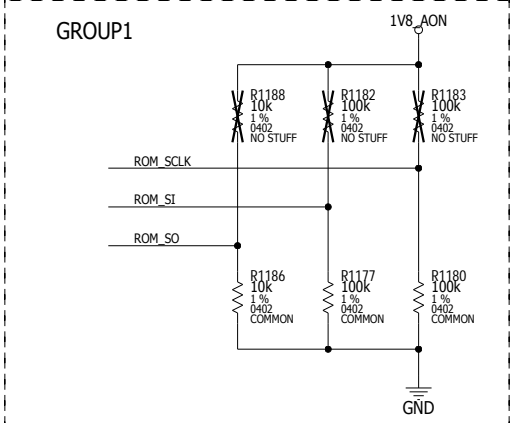 GROUP1
1V8_AON
R1188
10k
1 %
0402
NO STUFF
R1182
100k
1 %
0402
NO STUFF
R1183
100k
1 %
0402
NO STUFF
ROM_SCLK
ROM_SI
ROM_SO
R1186
10k
1 %
0402
COMMON
R1177
100k
1 %
0402
COMMON
R1180
100k
1 %
0402
COMMON
GND